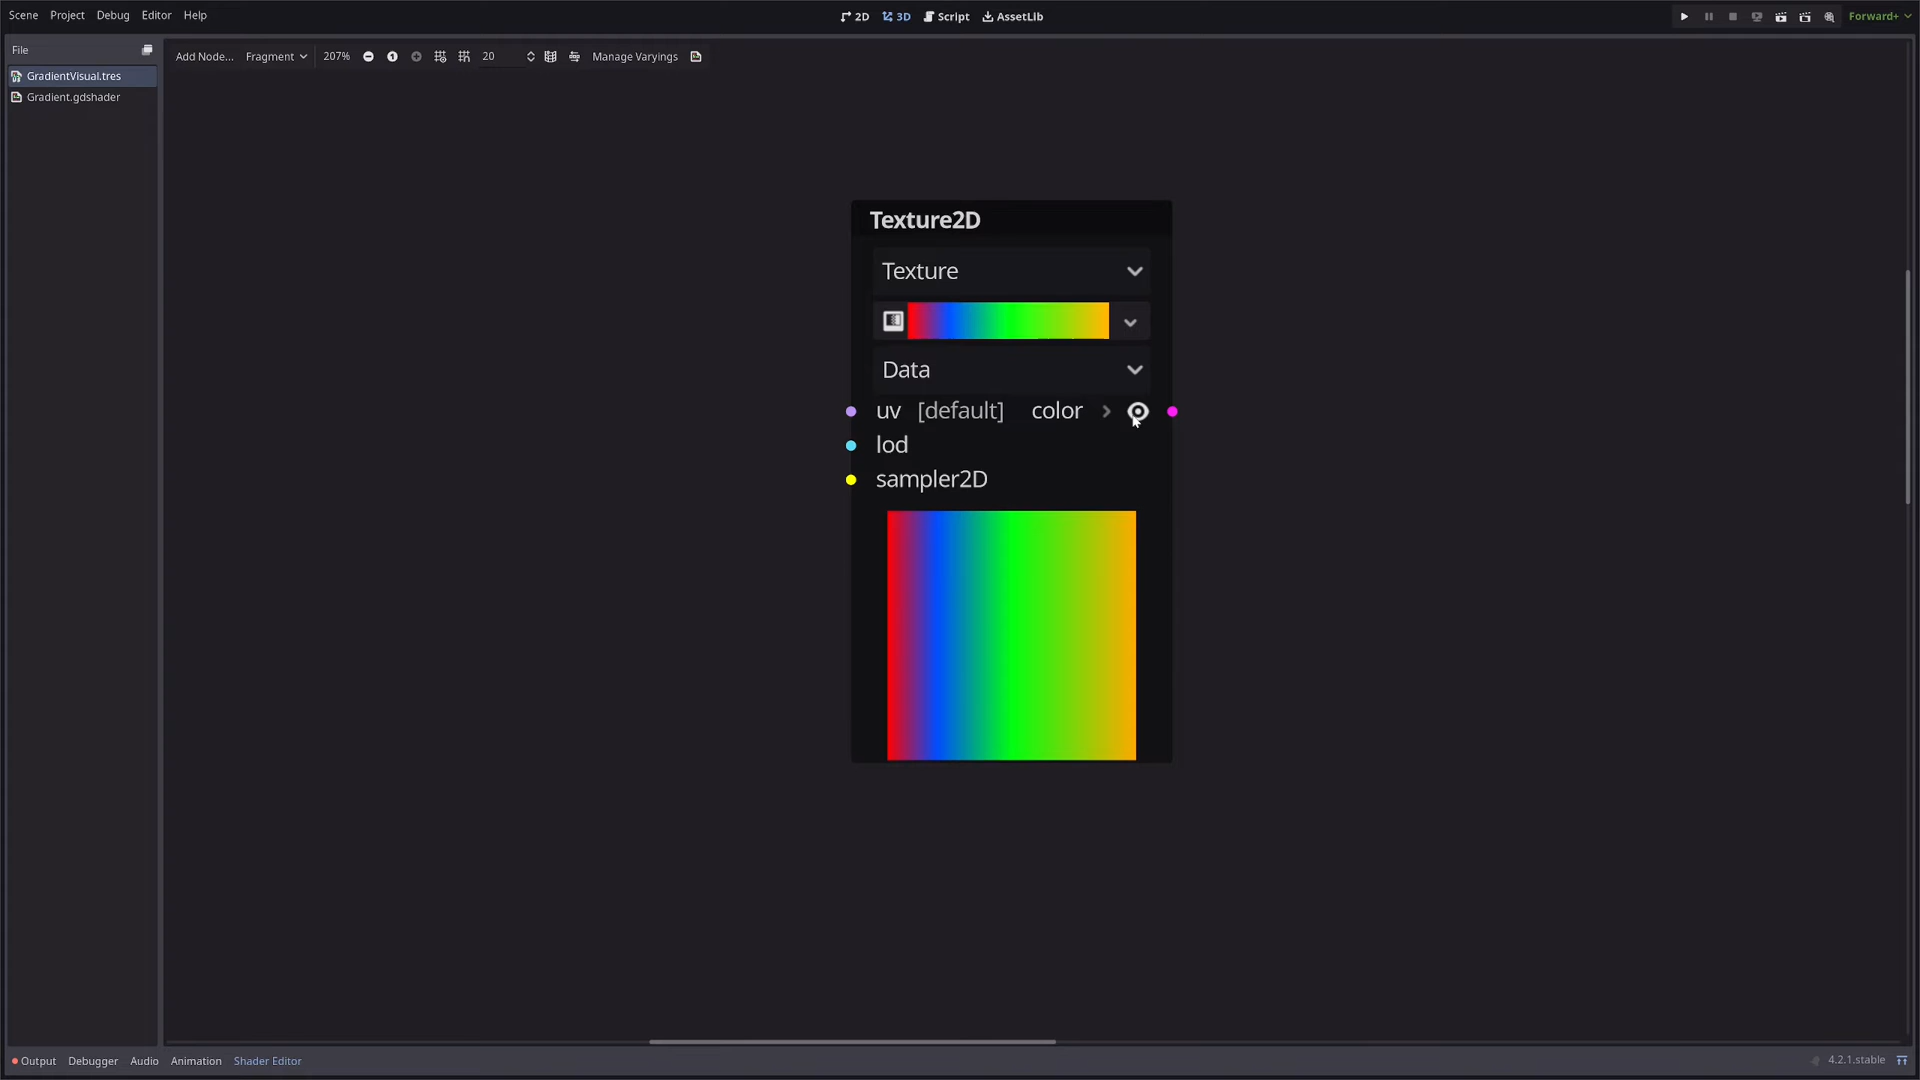 Scene Project Debug Editor Help
2D 3D Script AssetLib
Forward+
File
GradientVisual.tres
Gradient.gdshader
Add Node... Fragment 207% 20 Manage Varyings
Texture2D
Texture
Data
uv [default] color
lod
sampler2D
Output Debugger Audio Animation Shader Editor
4.2.1.stable